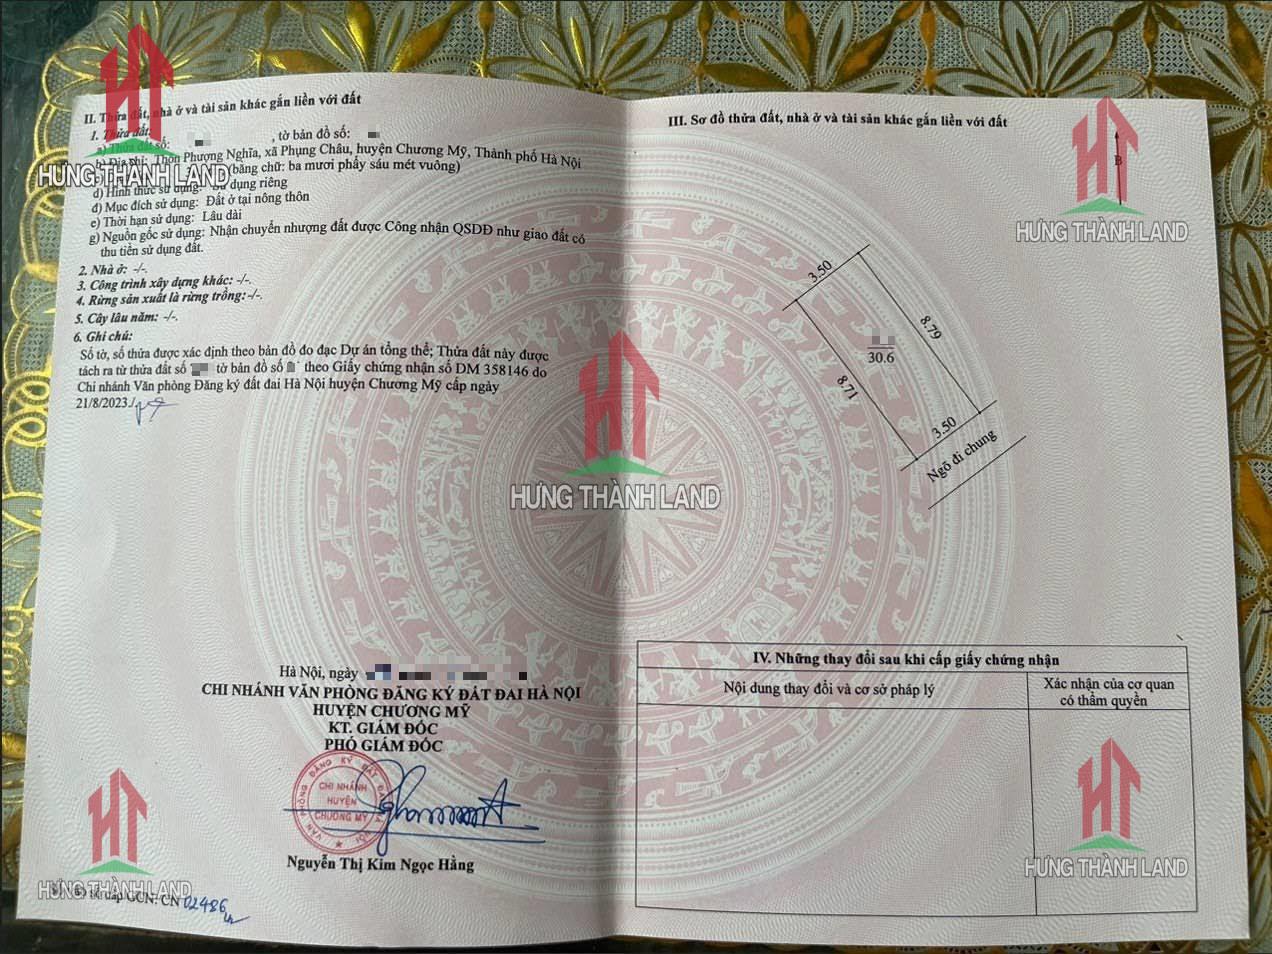 II. Thửa đất, nhà ở và tài sản khác gắn liền với đất
1. Thửa đất:
a) Thửa đất số: , tờ bản đồ số:
b) Địa chỉ: Thôn Phượng Nghĩa, xã Phụng Châu, huyện Chương Mỹ, Thành phố Hà Nội
(bằng chữ: ba mươi phẩy sáu mét vuông)
d) Hình thức sử dụng: Sử dụng riêng
đ) Mục đích sử dụng: Đất ở tại nông thôn
e) Thời hạn sử dụng: Lâu dài
g) Nguồn gốc sử dụng: Nhận chuyển nhượng đất được Công nhận QSDĐ như giao đất có
thu tiền sử dụng đất.
2. Nhà ở: -/-.
3. Công trình xây dựng khác: -/-.
4. Rừng sản xuất là rừng trồng: -/-.
5. Cây lâu năm: -/-.
6. Ghi chú:
Số tờ, số thửa được xác định theo bản đồ đo đạc Dự án tổng thể; Thửa đất này được
tách ra từ thửa đất số tờ bản đồ số theo Giấy chứng nhận số DM 358146 do
Chi nhánh Văn phòng Đăng ký đất đai Hà Nội huyện Chương Mỹ cấp ngày
21/8/2023./.
Hà Nội, ngày
CHI NHÁNH VĂN PHÒNG ĐĂNG KÝ ĐẤT ĐAI HÀ NỘI
HUYỆN CHƯƠNG MỸ
KT. GIÁM ĐỐC
PHÓ GIÁM ĐỐC
VĂN PHÒNG ĐĂNG KÝ ĐẤT ĐAI HÀ NỘI
CHI NHÁNH
HUYỆN
CHƯƠNG MỸ
Nguyễn Thị Kim Ngọc Hằng
GCN: CN 02486
III. Sơ đồ thửa đất, nhà ở và tài sản khác gắn liền với đất
B
3.50
8.79
30.6
8.71
3.50
Ngõ đi chung
IV. Những thay đổi sau khi cấp giấy chứng nhận
Nội dung thay đổi và cơ sở pháp lý
Xác nhận của cơ quan
có thẩm quyền
HƯNG THÀNH LAND
HƯNG THÀNH LAND
HƯNG THÀNH LAND
HƯNG THÀNH LAND
HƯNG THÀNH LAND